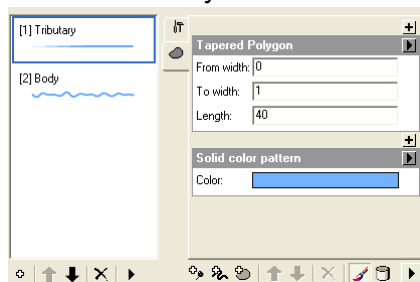 [1] Tributary
[2] Body
Tapered Polygon
From width: 0
To width: 1
Length: 40
Solid color pattern
Color: